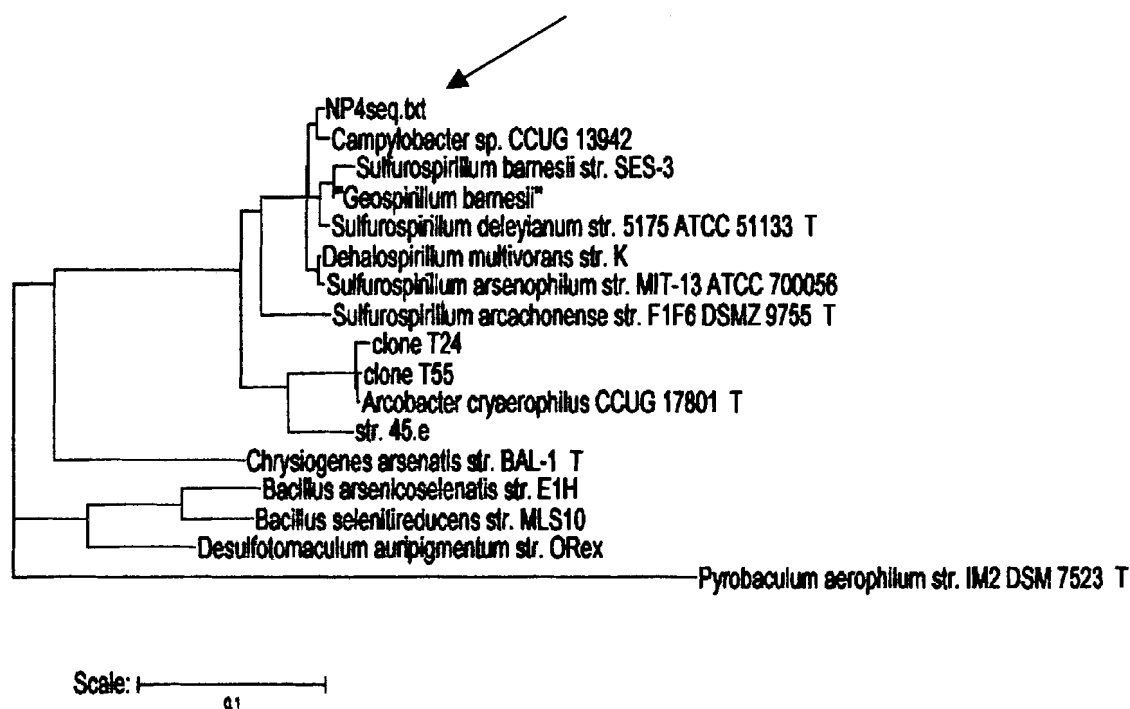 NP4seq.txt
Campylobacter sp. CCUG 13942
Sulfurospirillum barnesii str. SES-3
"Geospirillum barnesii"
Sulfurospirillum deleyianum str. 5175 ATCC 51133 T
Dehalospirillum multivorans str. K
Sulfurospirillum arsenophilum str. MIT-13 ATCC 700056
Sulfurospirillum arcachonense str. F1F6 DSMZ 9755 T
clone T24
clone T55
Arcobacter cryaerophilus CCUG 17801 T
str. 45.e
Chrysiogenes arsenatis str. BAL-1 T
Bacillus arsenicoselenatis str. E1H
Bacillus selenitireducens str. MLS10
Desulfotomaculum auripigmentum str. ORex
Pyrobaculum aerophilum str. IM2 DSM 7523 T
Scale:
0.1